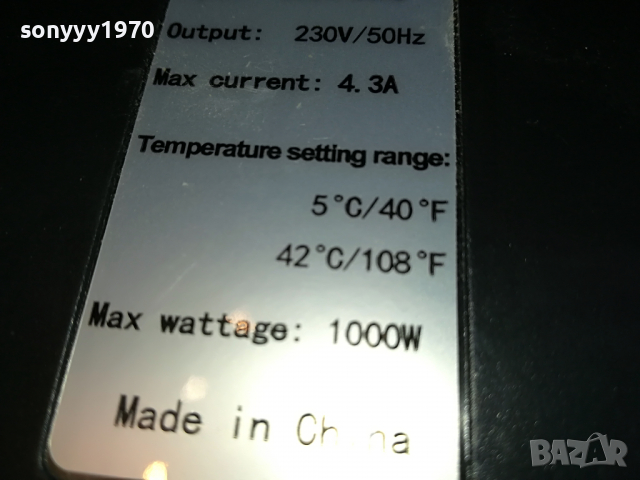 sonyyy1970
Output: 230V/50Hz
Max current: 4.3A
Temperature setting range:
5°C/40°F
42°C/108°F
Max wattage: 1000W
Made in China
BAZAR